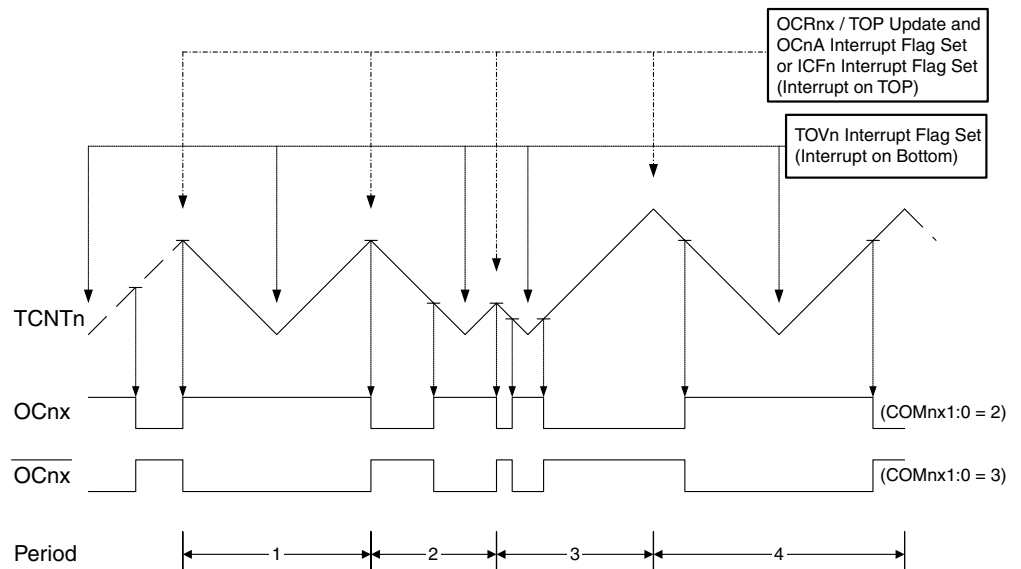 OCRnx / TOP Update and
OCnA Interrupt Flag Set
or ICFn Interrupt Flag Set
(Interrupt on TOP)
TOVn Interrupt Flag Set
(Interrupt on Bottom)
TCNTn
OCnx
(COMnx1:0 = 2)
OCnx
(COMnx1:0 = 3)
Period
1
2
3
4